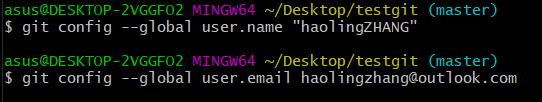 asus@DESKTOP-2VGGFO2 MINGW64 ~/Desktop/testgit (master)
$ git config --global user.name "haolingZHANG"
asus@DESKTOP-2VGGFO2 MINGW64 ~/Desktop/testgit (master)
$ git config --global user.email haolingzhang@outlook.com